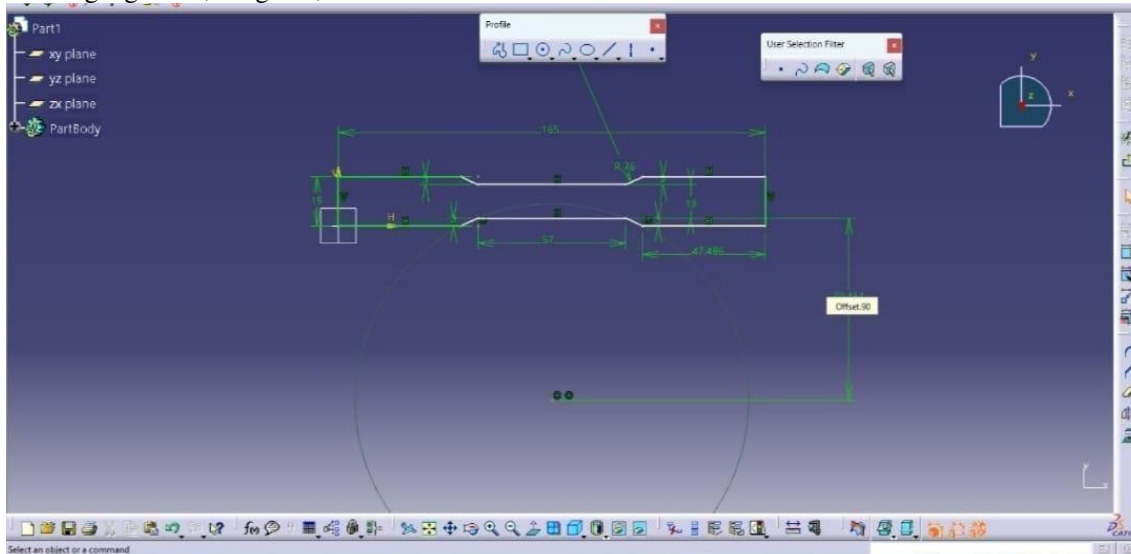 Part1
xy plane
yz plane
zx plane
PartBody
Profile
User Selection Filter
y
x
z
165
R 76
19
13
H
57
47.486
Offset.90
Select an object or a command